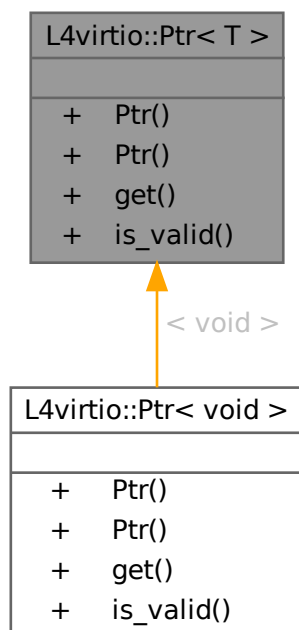 L4virtio::Ptr< T >
+ Ptr()
+ Ptr()
+ get()
+ is_valid()
< void >
L4virtio::Ptr< void >
+ Ptr()
+ Ptr()
+ get()
+ is_valid()